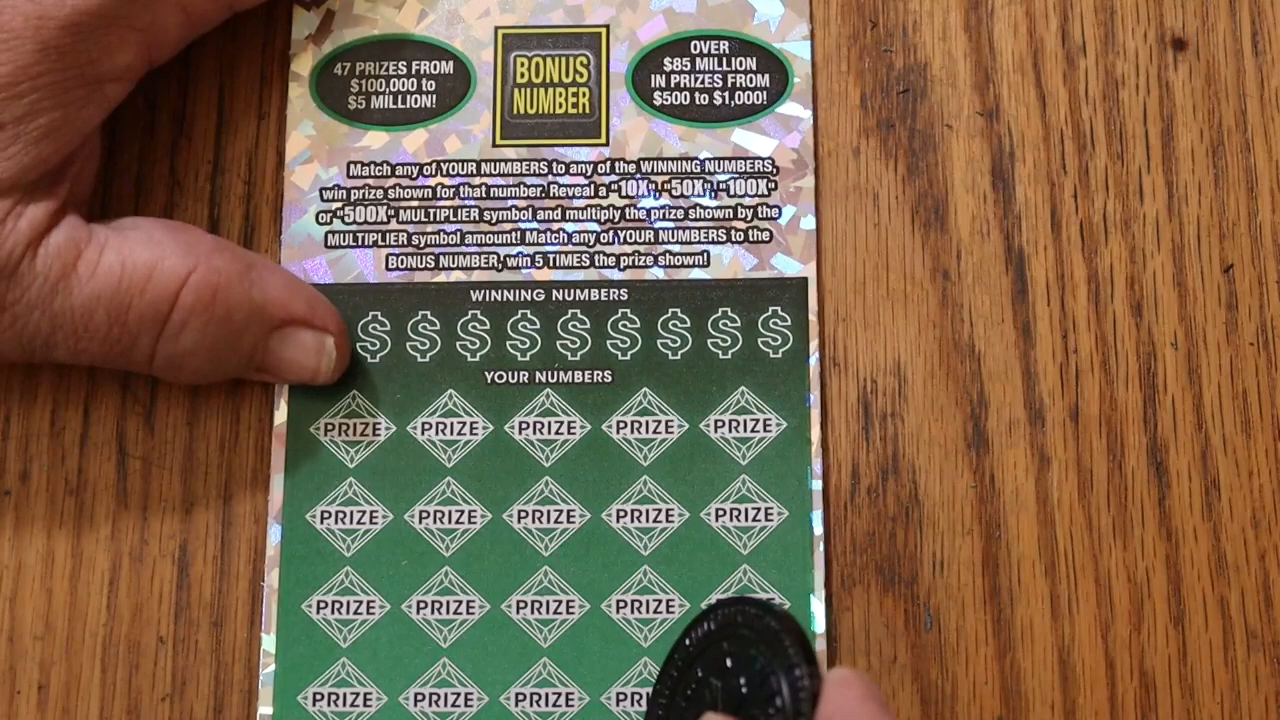 47 PRIZES FROM
$100,000 to
$5 MILLION!
BONUS
NUMBER
OVER
$85 MILLION
IN PRIZES FROM
$500 to $1,000!
Match any of YOUR NUMBERS to any of the WINNING NUMBERS,
win prize shown for that number. Reveal a "10X", "50X", "100X"
or "500X" MULTIPLIER symbol and multiply the prize shown by the
MULTIPLIER symbol amount! Match any of YOUR NUMBERS to the
BONUS NUMBER, win 5 TIMES the prize shown!
WINNING NUMBERS
$ $ $ $ $ $ $ $ $
YOUR NUMBERS
PRIZE PRIZE PRIZE PRIZE PRIZE
PRIZE PRIZE PRIZE PRIZE PRIZE
PRIZE PRIZE PRIZE PRIZE
PRIZE PRIZE PRIZE